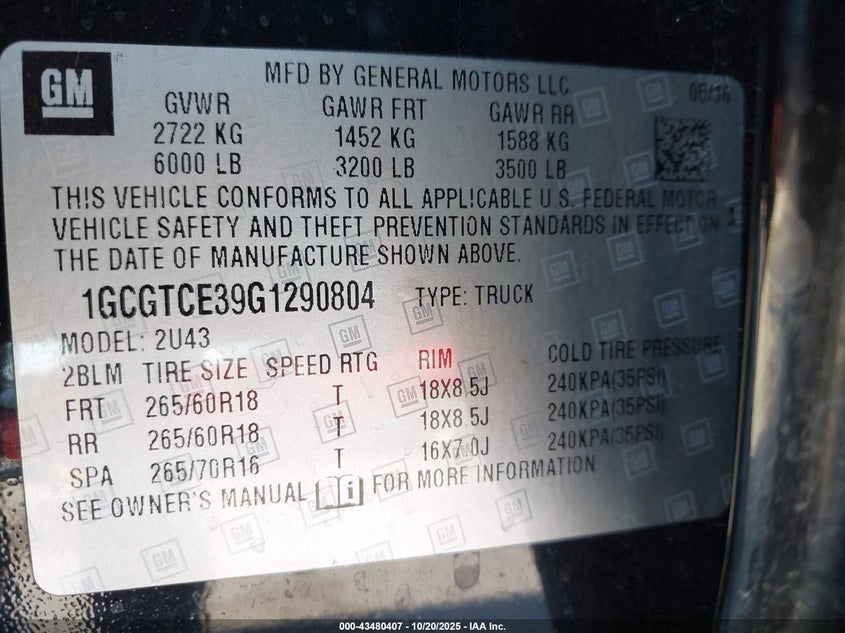 GM
MFD BY GENERAL MOTORS LLC
06/16
GVWR GAWR FRT GAWR RR
2722 KG 1452 KG 1588 KG
6000 LB 3200 LB 3500 LB
THIS VEHICLE CONFORMS TO ALL APPLICABLE U.S. FEDERAL MOTOR
VEHICLE SAFETY AND THEFT PREVENTION STANDARDS IN EFFECT ON
THE DATE OF MANUFACTURE SHOWN ABOVE.
1GCGTCE39G1290804 TYPE: TRUCK
MODEL: 2U43
2BLM TIRE SIZE SPEED RTG RIM COLD TIRE PRESSURE
FRT 265/60R18 T 18X8.5J 240KPA(35PSI)
RR 265/60R18 T 18X8.5J 240KPA(35PSI)
SPA 265/70R16 T 16X7.0J 240KPA(35PSI)
SEE OWNER'S MANUAL i FOR MORE INFORMATION
000-43480407 - 10/20/2025 - IAA Inc.